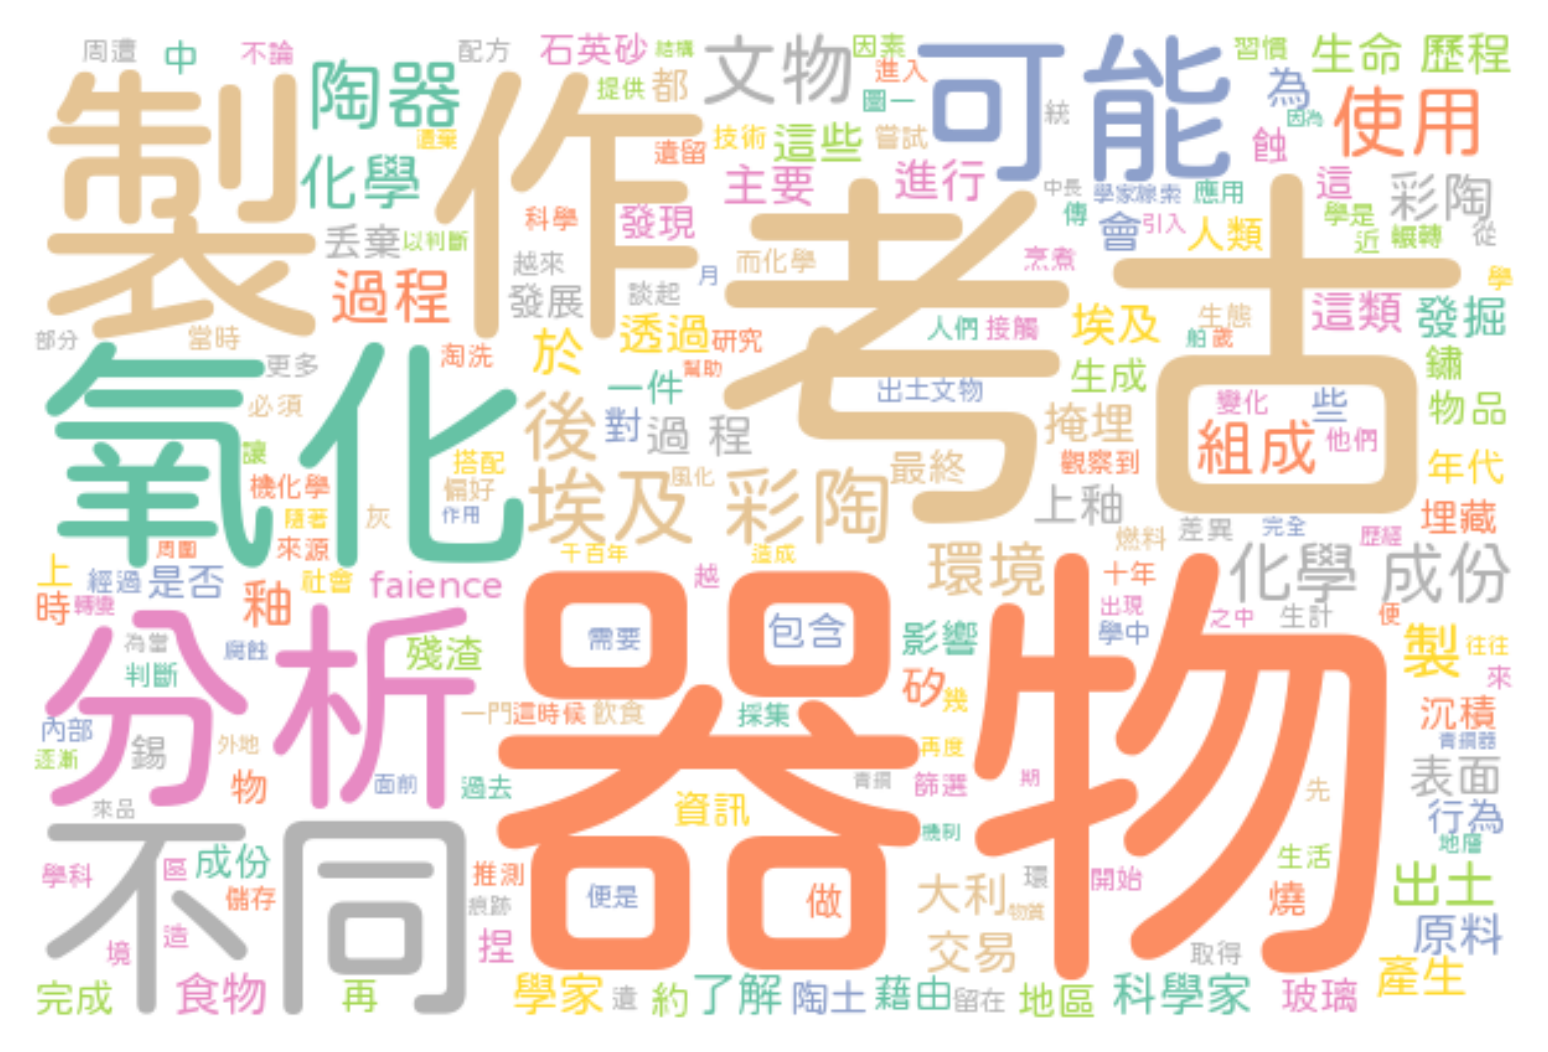 周遭
中
不論
配方
石英砂
結構
文物
因素
可能
習慣
生命 歷程
製作
陶器
提供
都
進入
圖一
為
因為
使用
遺棄
化學
遺留
技術
這些
嘗試
統
蝕
主要
進行
考古
中長
應用
傳
這
彩陶
學是
從
近
輾轉
科學
發現
丟棄
以判斷
會
引入
人類
過程
越來
發展
談起
月
而化學
烹煮
學
部分
當時
於
透過
研究
人們
接觸
埃及
生態
船
歲
這類
發掘
氧化
更多
淘洗
一件
幫助
出土文物
生成
鏽
必須
後
對
過 程
掩埋
變化
些
物品
讓
搭配
組成
他們
機化學
偏好
埃及 彩陶
風化
最終
觀察到
年代
隨著
灰
作用
上釉
埋藏
來源
周圍
千百年
造成
差異
完全
燃料
歷經
上
經過
是否
釉
社會
faience
越
環境
十年
化學 成份
時
轉變
分析
器物
出現
之中
生計
便
為當
腐蝕
殘渣
需要
包含
影響
學中
製
往往
判斷
矽
幾
來
內部
錫
外地
一門
這時候
飲食
採集
沉積
逐漸
再度
青銅器
物
面前
過去
青銅
篩選
期
先
表面
來品
資訊
行為
不同
機制
地層
學科
區
成份
推測
生活
儲存
痕跡
便是
做
大利
環
開始
燒
出土
物質
境
造
捏
交易
取得
原料
完成
食物
再
學家
遺
約
了解
陶土
藉由
留在
地區
科學家
玻璃
產生